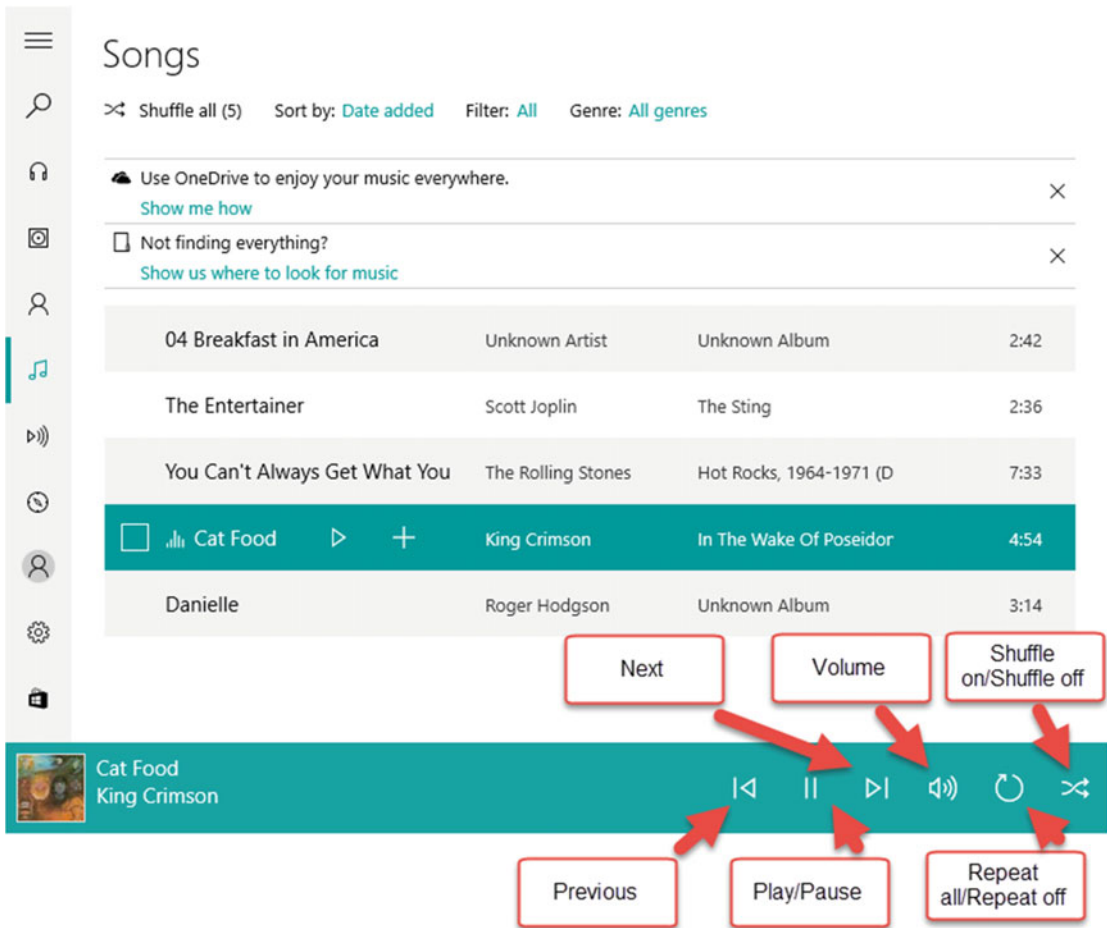 Songs
Shuffle all (5) Sort by: Date added Filter: All Genre: All genres
Use OneDrive to enjoy your music everywhere.
Show me how
Not finding everything?
Show us where to look for music
04 Breakfast in America Unknown Artist Unknown Album 2:42
The Entertainer Scott Joplin The Sting 2:36
You Can't Always Get What You The Rolling Stones Hot Rocks, 1964-1971 (D 7:33
Cat Food King Crimson In The Wake Of Poseidor 4:54
Danielle Roger Hodgson Unknown Album 3:14
Next
Volume
Shuffle
on/Shuffle off
Cat Food
King Crimson
Previous
Play/Pause
Repeat
all/Repeat off